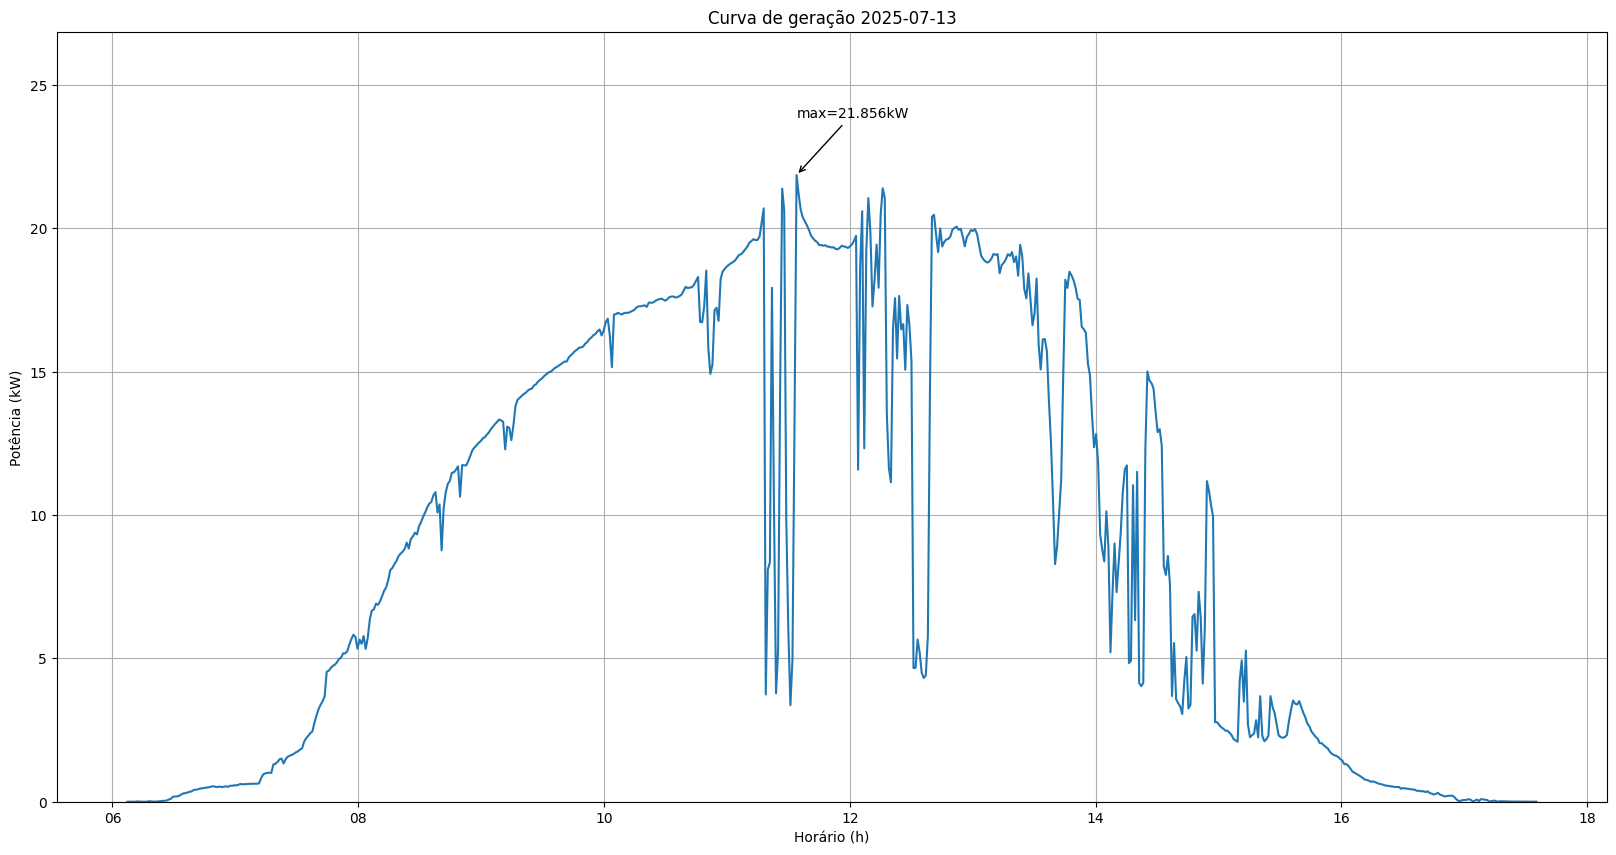 Curva de geração 2025-07-13
25
20
15
10
5
0
max=21.856kW
Potência (kW)
06 08 10 12 14 16 18
Horário (h)